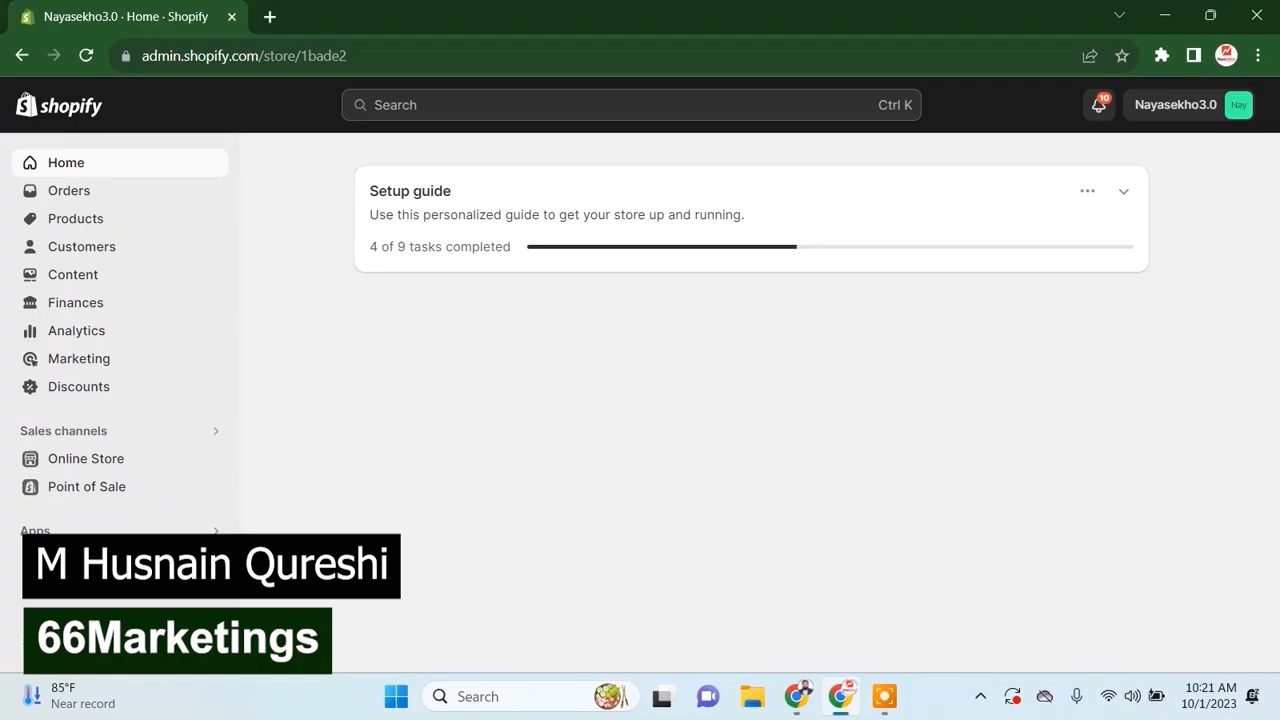 Nayasekho3.0 · Home · Shopify
admin.shopify.com/store/1bade2
shopify
Search
Ctrl K
10
Nayasekho3.0
Nay
Home
Orders
Products
Customers
Content
Finances
Analytics
Marketing
Discounts
Sales channels
Online Store
Point of Sale
Apps
Setup guide
Use this personalized guide to get your store up and running.
4 of 9 tasks completed
M Husnain Qureshi
66Marketings
85°F
Near record
Search
10:21 AM
10/1/2023